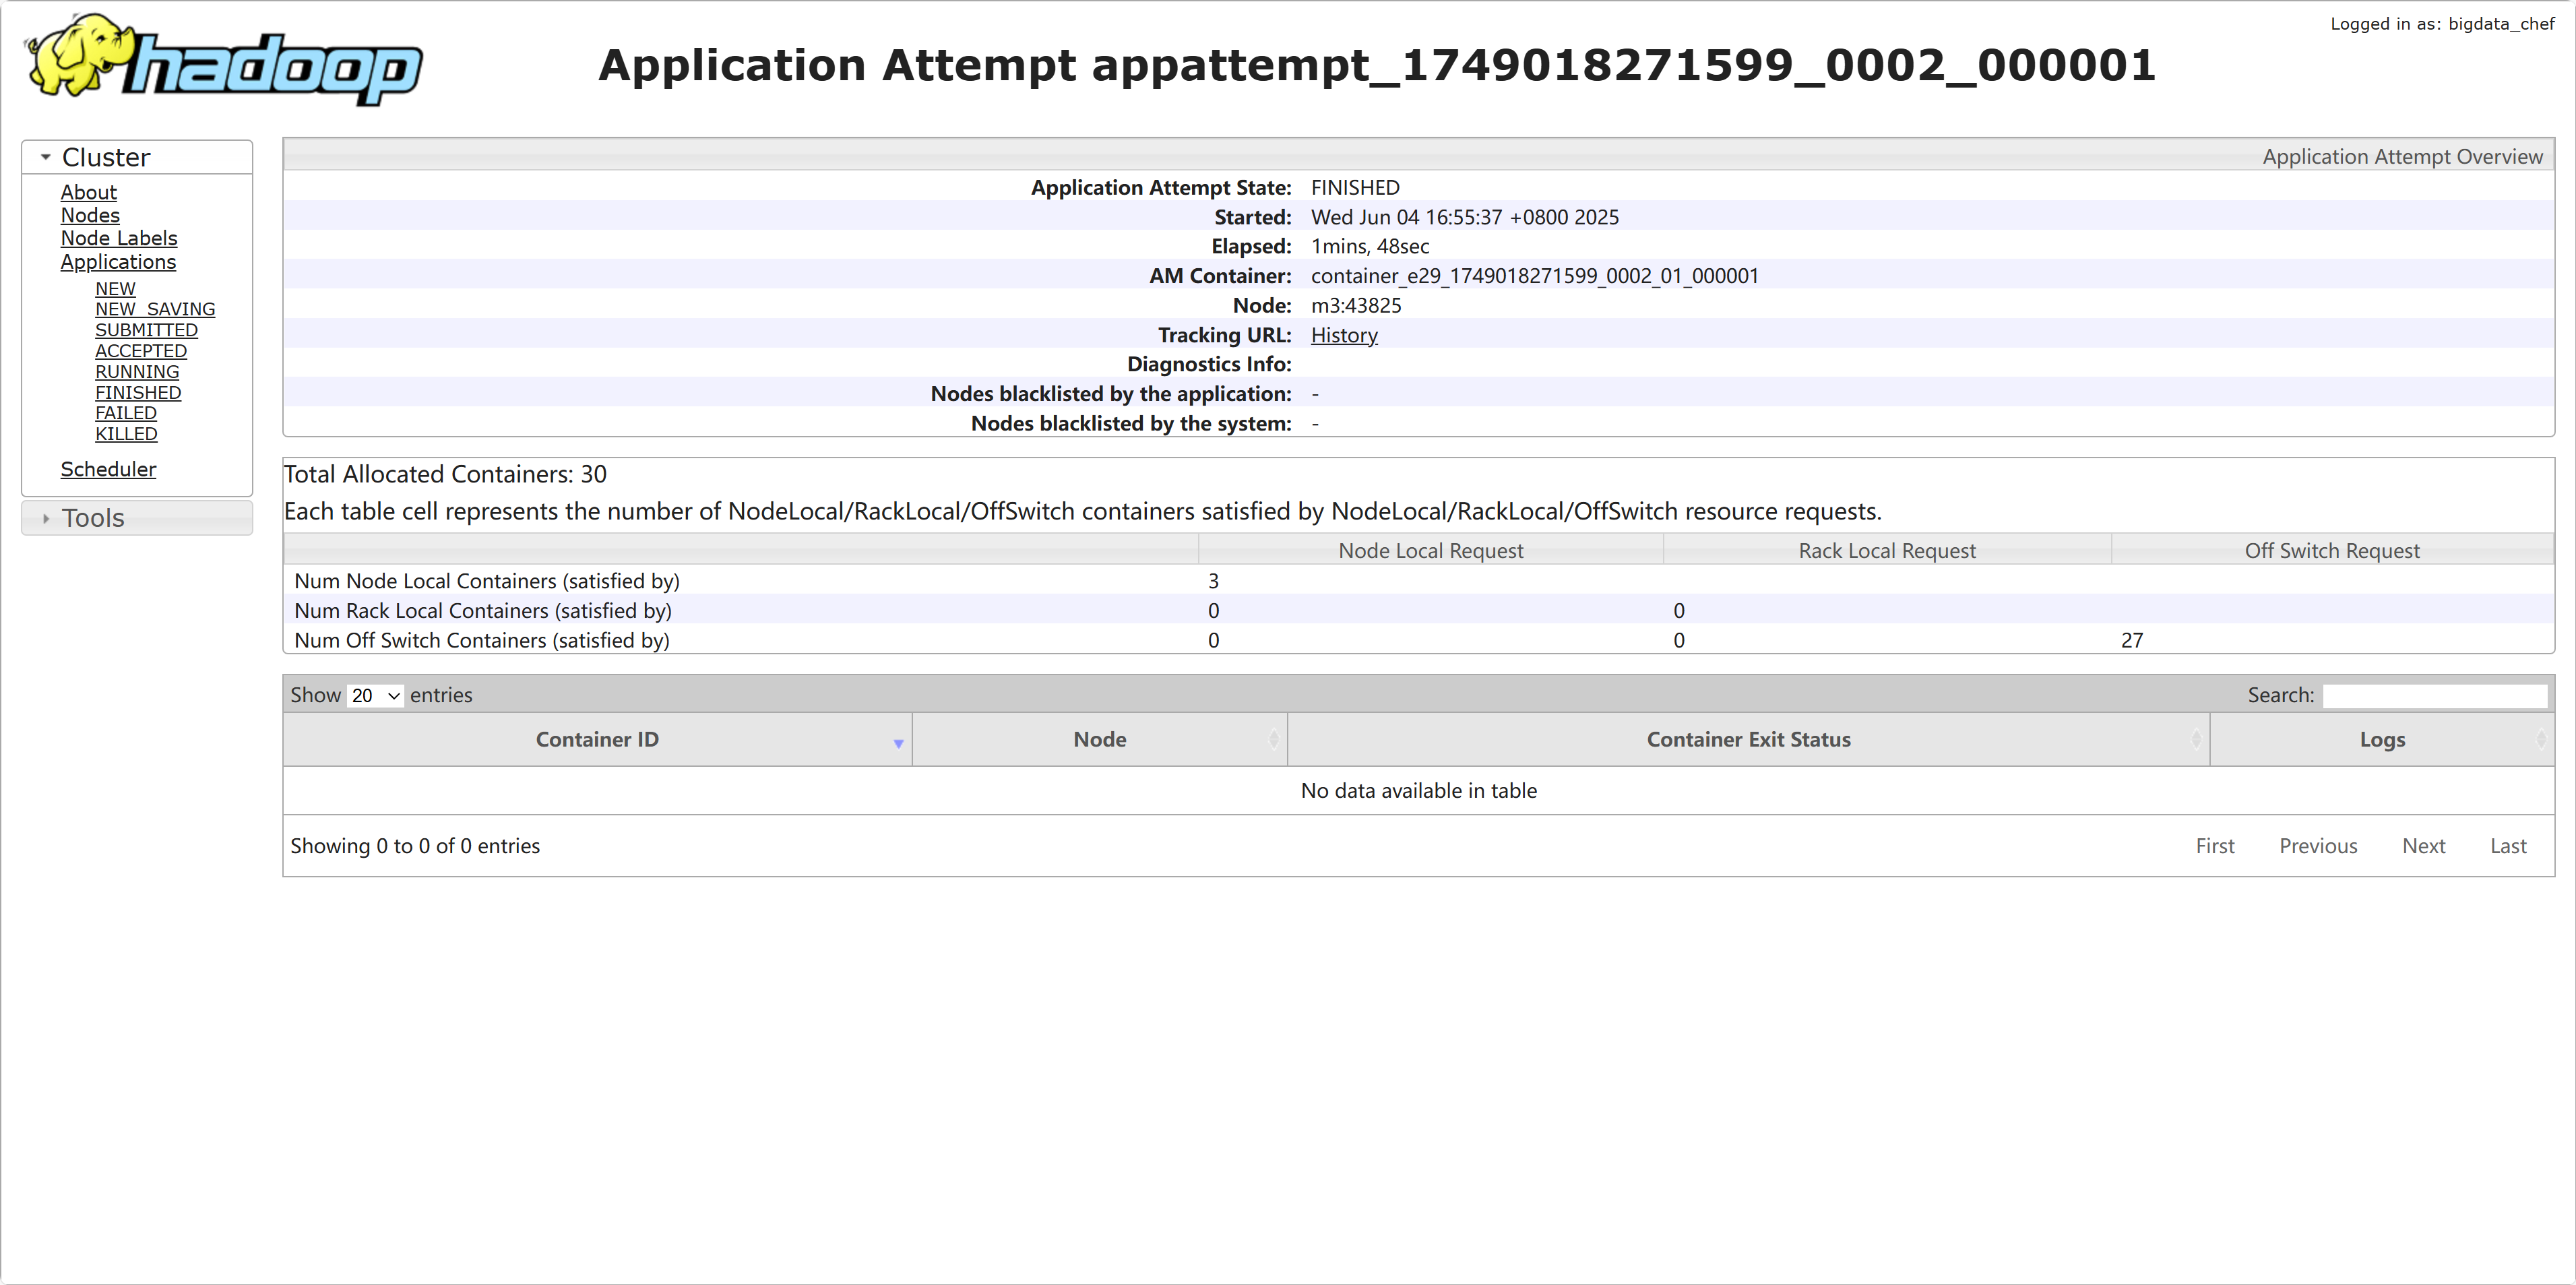 Logged in as: bigdata_chef
hadoop
Application Attempt appattempt_1749018271599_0002_000001
Cluster
About
Nodes
Node Labels
Applications
NEW
NEW_SAVING
SUBMITTED
ACCEPTED
RUNNING
FINISHED
FAILED
KILLED
Scheduler
Tools
Application Attempt Overview
Application Attempt State: FINISHED
Started: Wed Jun 04 16:55:37 +0800 2025
Elapsed: 1mins, 48sec
AM Container: container_e29_1749018271599_0002_01_000001
Node: m3:43825
Tracking URL: History
Diagnostics Info:
Nodes blacklisted by the application: -
Nodes blacklisted by the system: -
Total Allocated Containers: 30
Each table cell represents the number of NodeLocal/RackLocal/OffSwitch containers satisfied by NodeLocal/RackLocal/OffSwitch resource requests.
Node Local Request Rack Local Request Off Switch Request
Num Node Local Containers (satisfied by) 3
Num Rack Local Containers (satisfied by) 0 0
Num Off Switch Containers (satisfied by) 0 0 27
Show 20 entries Search:
Container ID Node Container Exit Status Logs
No data available in table
Showing 0 to 0 of 0 entries First Previous Next Last